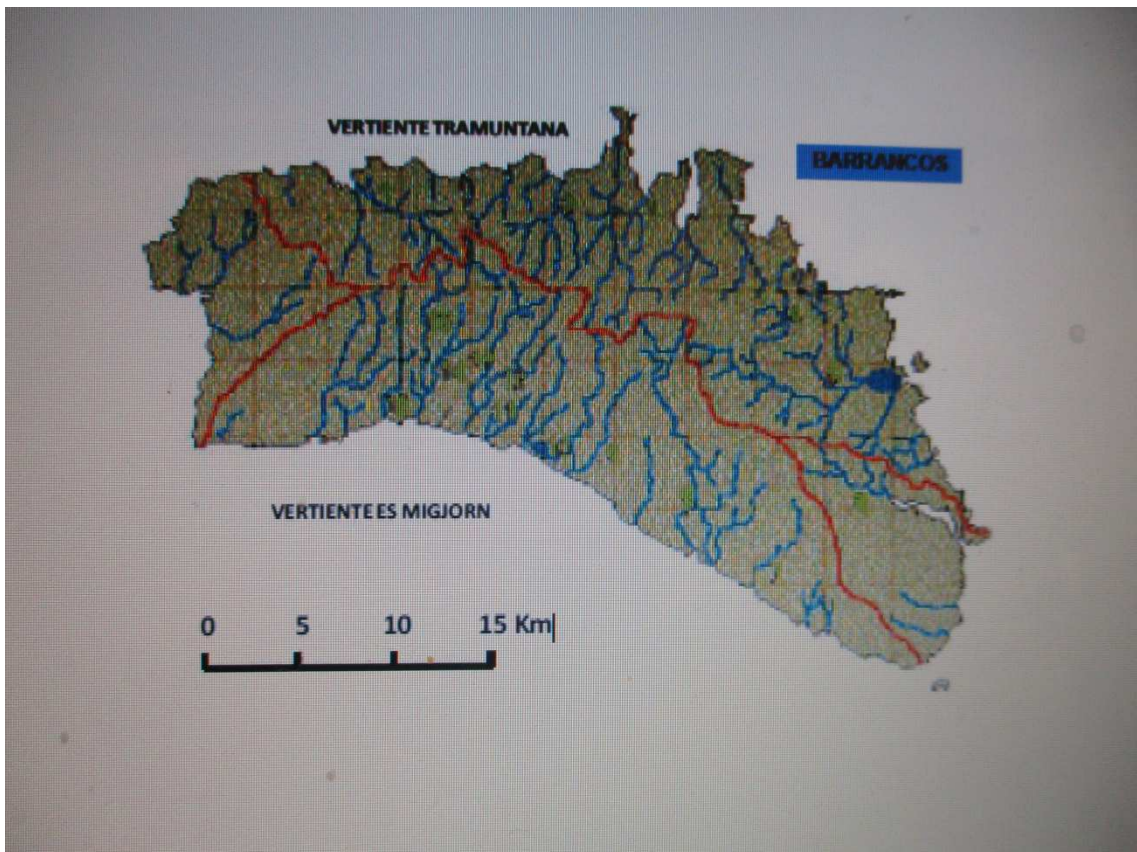 VERTIENTE TRAMUNTANA
BARRANCOS
VERTIENTE ES MIGJORN
0 5 10 15 Km